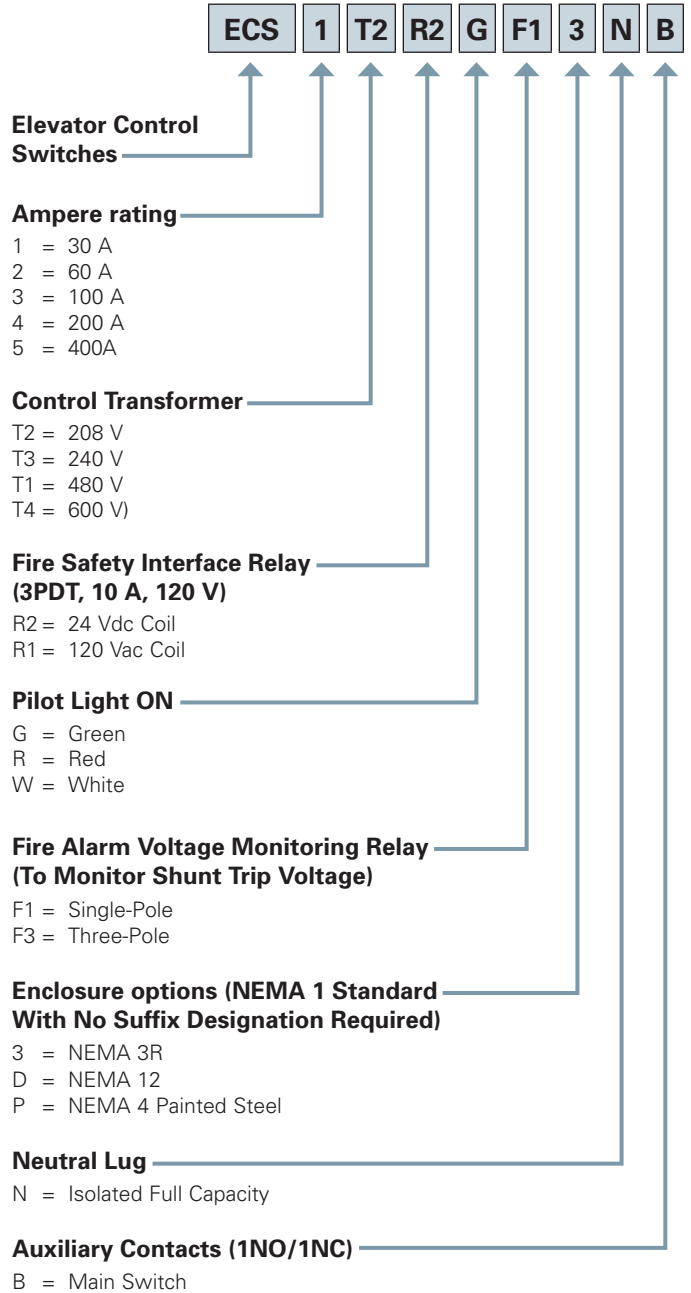 ECS 1 T2 R2 G F1 3 N B
Elevator Control
Switches
Ampere rating
1 = 30 A
2 = 60 A
3 = 100 A
4 = 200 A
5 = 400A
Control Transformer
T2 = 208 V
T3 = 240 V
T1 = 480 V
T4 = 600 V)
Fire Safety Interface Relay
(3PDT, 10 A, 120 V)
R2 = 24 Vdc Coil
R1 = 120 Vac Coil
Pilot Light ON
G = Green
R = Red
W = White
Fire Alarm Voltage Monitoring Relay
(To Monitor Shunt Trip Voltage)
F1 = Single-Pole
F3 = Three-Pole
Enclosure options (NEMA 1 Standard
With No Suffix Designation Required)
3 = NEMA 3R
D = NEMA 12
P = NEMA 4 Painted Steel
Neutral Lug
N = Isolated Full Capacity
Auxiliary Contacts (1NO/1NC)
B = Main Switch